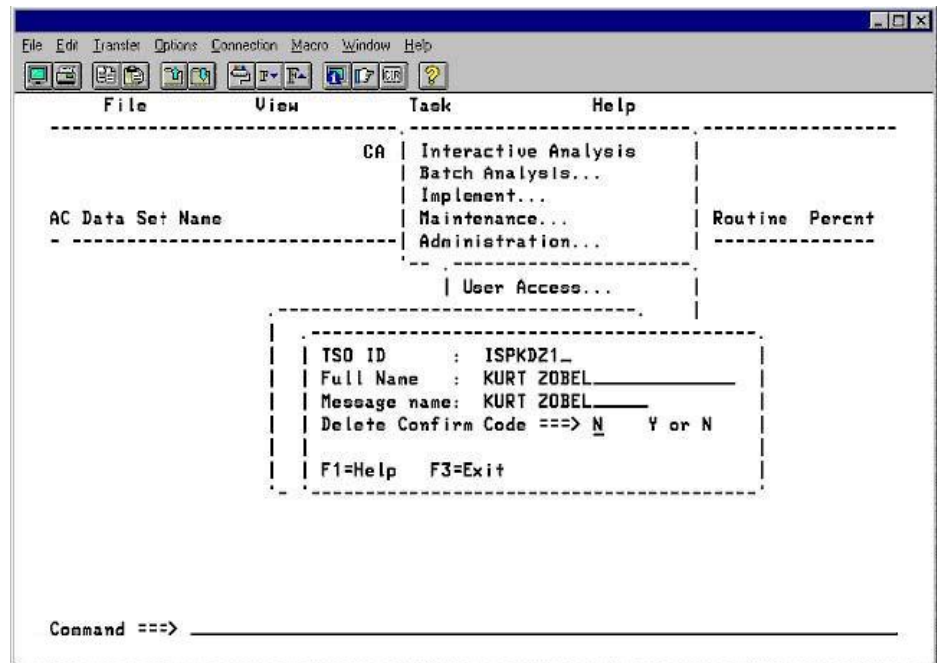 File Edit Transfer Options Connection Macro Window Help
File View Task Help
CA Interactive Analysis
Batch Analysis...
Implement...
AC Data Set Name Maintenance... Routine Percnt
Administration...
User Access...
TSO ID : ISPKDZ1_
Full Name : KURT ZOBEL
Message name: KURT ZOBEL
Delete Confirm Code ===> N Y or N
F1=Help F3=Exit
Command ===>